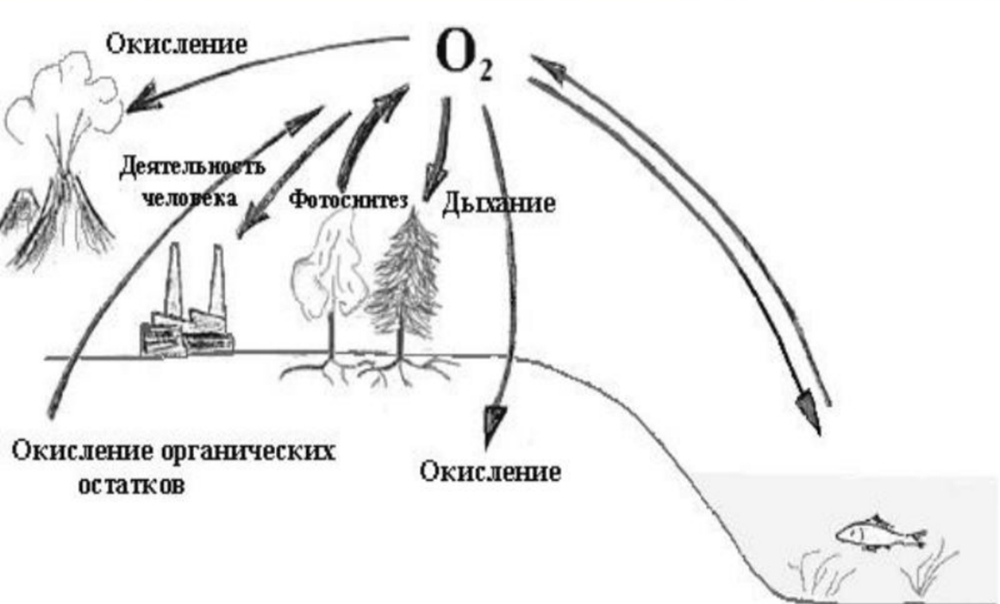 Окисление
O₂
Деятельность
человека
Фотосинтез
Дыхание
Окисление органических
остатков
Окисление